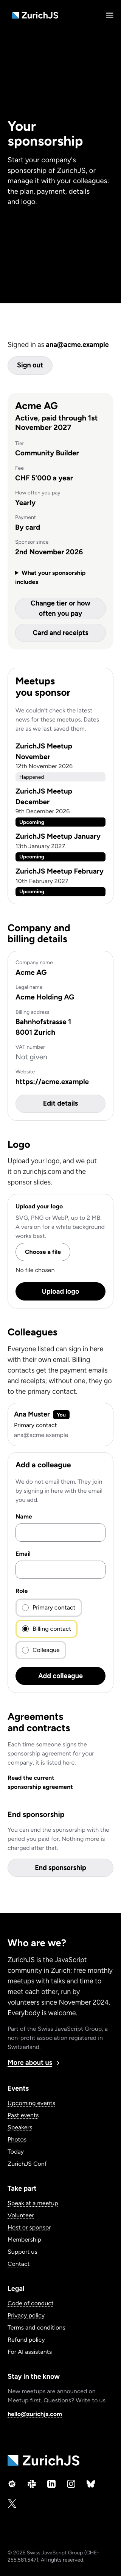 ZurichJS
Your
sponsorship
Start your company's
sponsorship of ZurichJS, or
manage it with your colleagues:
the plan, payment, details
and logo.
Signed in as ana@acme.example
Sign out
Acme AG
Active, paid through 1st
November 2027
Tier
Community Builder
Fee
CHF 5'000 a year
How often you pay
Yearly
Payment
By card
Sponsor since
2nd November 2026
What your sponsorship
includes
Change tier or how
often you pay
Card and receipts
Meetups
you sponsor
We couldn't check the latest
news for these meetups. Dates
are as we last saved them.
ZurichJS Meetup
November
12th November 2026
Happened
ZurichJS Meetup
December
9th December 2026
Upcoming
ZurichJS Meetup January
13th January 2027
Upcoming
ZurichJS Meetup February
10th February 2027
Upcoming
Company and
billing details
Company name
Acme AG
Legal name
Acme Holding AG
Billing address
Bahnhofstrasse 1
8001 Zurich
VAT number
Not given
Website
https://acme.example
Edit details
Logo
Upload your logo, and we put
it on zurichjs.com and the
sponsor slides.
Upload your logo
SVG, PNG or WebP, up to 2 MB.
A version for a white background
works best.
Choose a file
No file chosen
Upload logo
Colleagues
Everyone listed can sign in here
with their own email. Billing
contacts get the payment emails
and receipts; without one, they go
to the primary contact.
Ana Muster You
Primary contact
ana@acme.example
Add a colleague
We do not email them. They join
by signing in here with the email
you add.
Name
Email
Role
Primary contact
Billing contact
Colleague
Add colleague
Agreements
and contracts
Each time someone signs the
sponsorship agreement for your
company, it is listed here.
Read the current
sponsorship agreement
End sponsorship
You can end the sponsorship with the
period you paid for. Nothing more is
charged after that.
End sponsorship
Who are we?
ZurichJS is the JavaScript
community in Zurich: free monthly
meetups with talks and time to
meet each other, run by
volunteers since November 2024.
Everybody is welcome.
Part of the Swiss JavaScript Group, a
non-profit association registered in
Switzerland.
More about us
Events
Upcoming events
Past events
Speakers
Photos
Today
ZurichJS Conf
Take part
Speak at a meetup
Volunteer
Host or sponsor
Membership
Support us
Contact
Legal
Code of conduct
Privacy policy
Terms and conditions
Refund policy
For AI assistants
Stay in the know
New meetups are announced on
Meetup first. Questions? Write to us
hello@zurichjs.com
ZurichJS
© 2026 Swiss JavaScript Group (CHE-
255.581.547). All rights reserved.